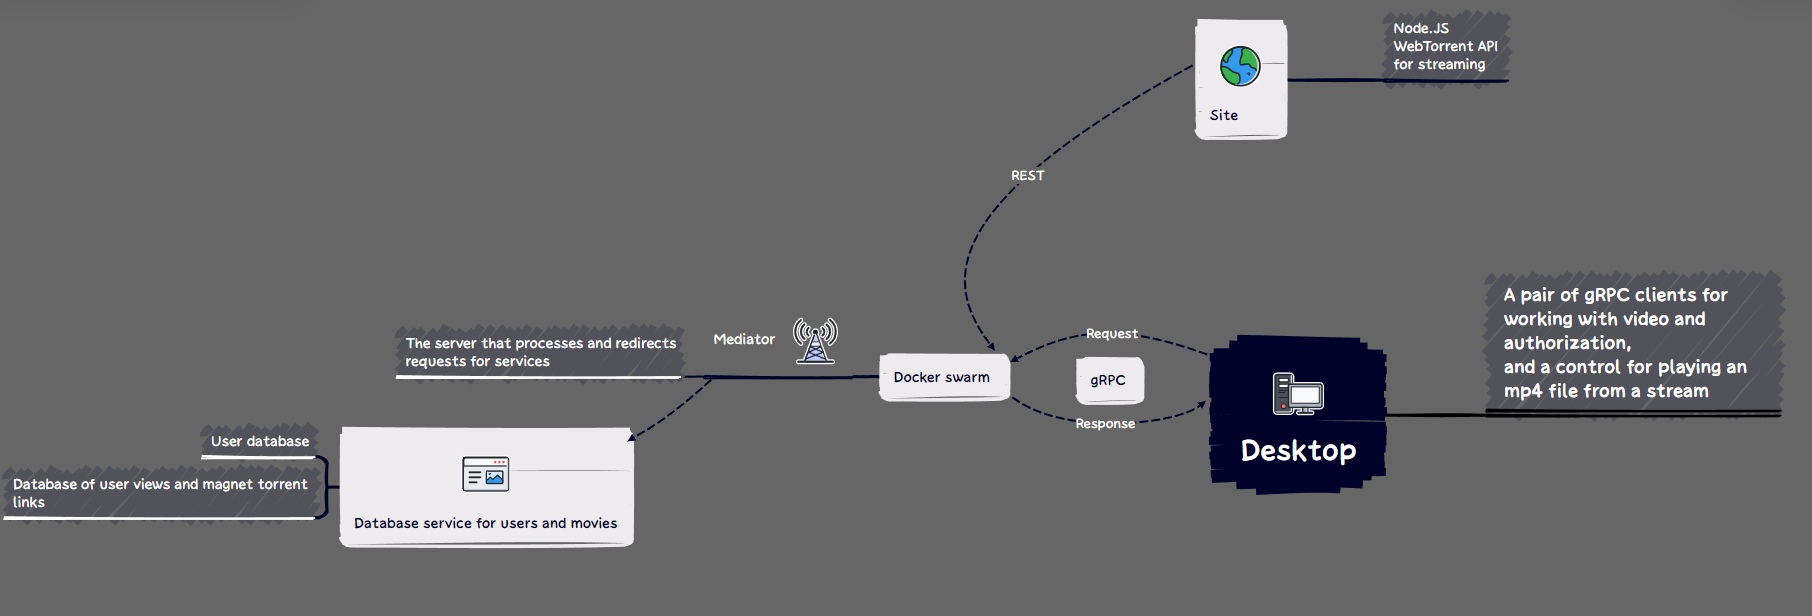 Node.JS
WebTorrent API
for streaming
Site
REST
A pair of gRPC clients for
working with video and
authorization,
and a control for playing an
mp4 file from a stream
Mediator
The server that processes and redirects
requests for services
Request
Docker swarm
gRPC
Response
Desktop
User database
Database of user views and magnet torrent
links
Database service for users and movies